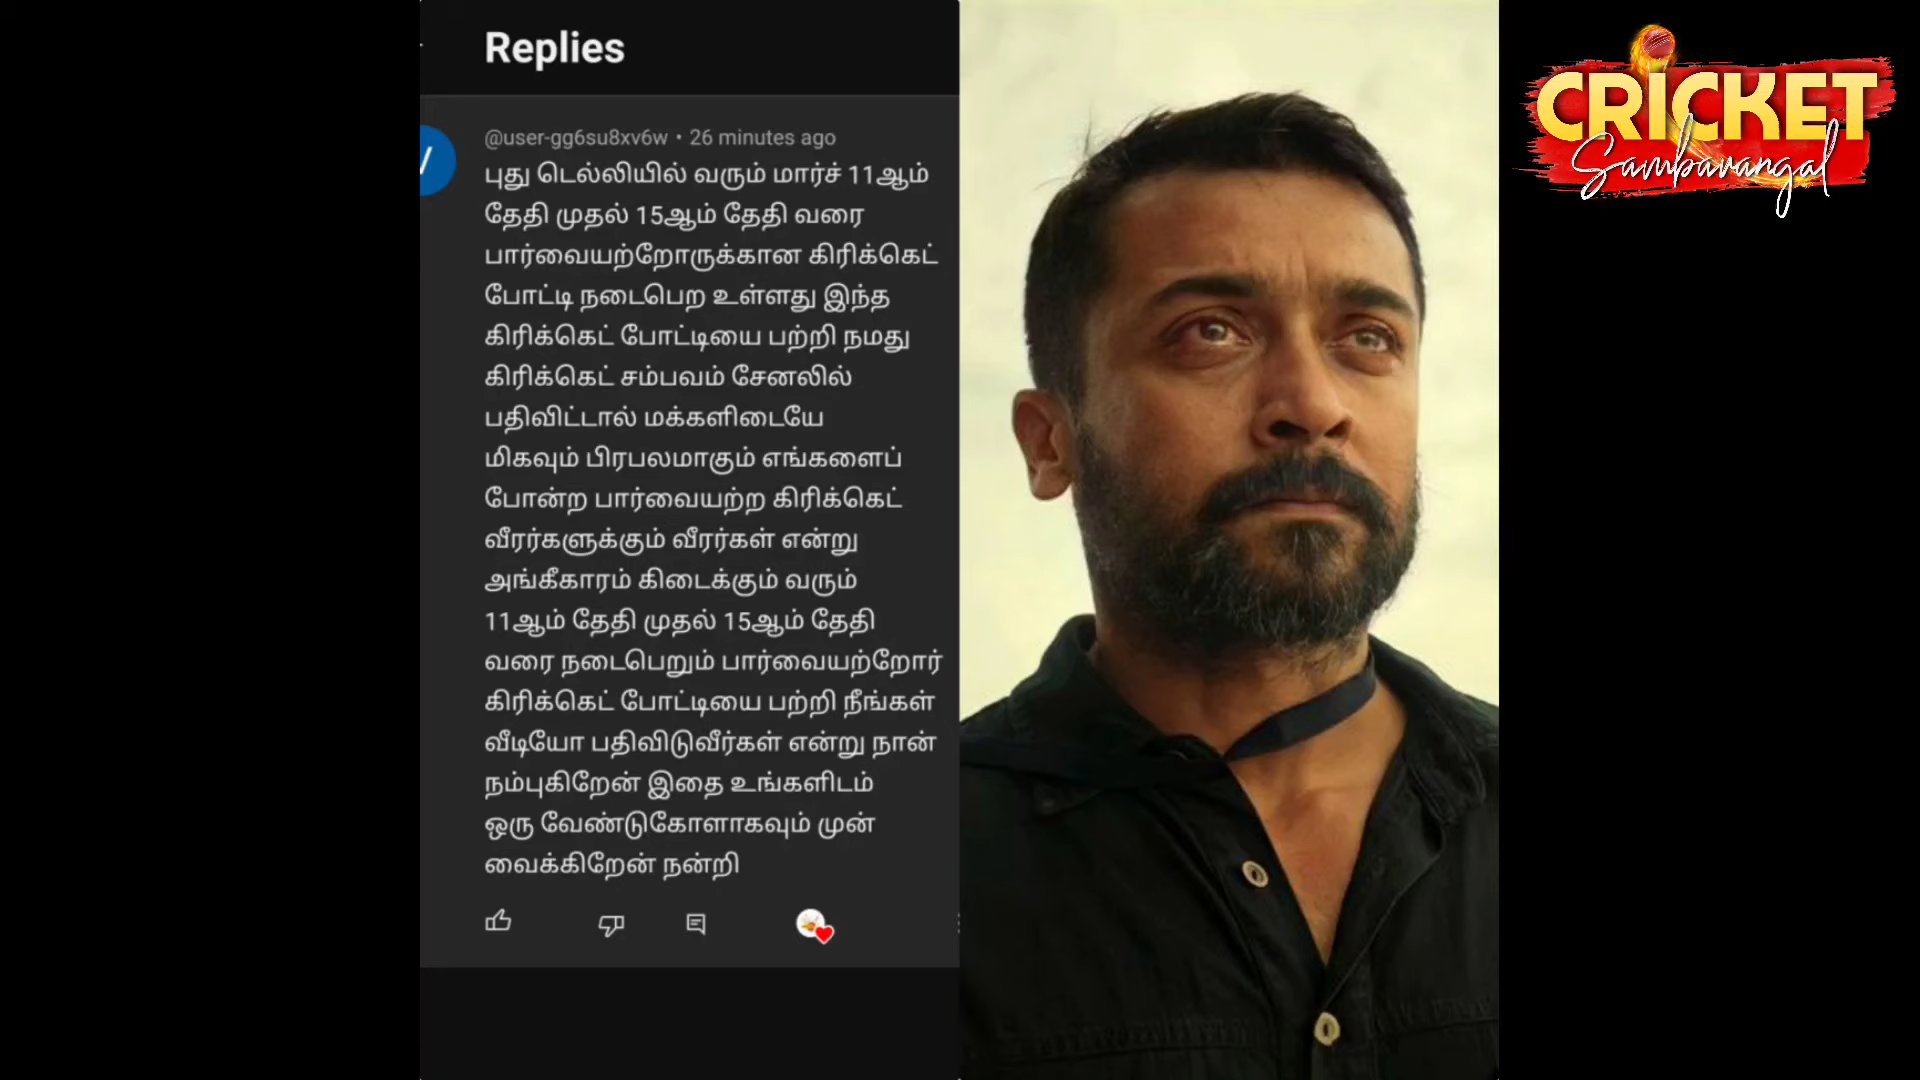 Replies
@user-gg6su8xv6w • 26 minutes ago
புது டெல்லியில் வரும் மார்ச் 11ஆம்
தேதி முதல் 15ஆம் தேதி வரை
பார்வையற்றோருக்கான கிரிக்கெட்
போட்டி நடைபெற உள்ளது இந்த
கிரிக்கெட் போட்டியை பற்றி நமது
கிரிக்கெட் சம்பவம் சேனலில்
பதிவிட்டால் மக்களிடையே
மிகவும் பிரபலமாகும் எங்களைப்
போன்ற பார்வையற்ற கிரிக்கெட்
வீரர்களுக்கும் வீரர்கள் என்று
அங்கீகாரம் கிடைக்கும் வரும்
11ஆம் தேதி முதல் 15ஆம் தேதி
வரை நடைபெறும் பார்வையற்றோர்
கிரிக்கெட் போட்டியை பற்றி நீங்கள்
வீடியோ பதிவிடுவீர்கள் என்று நான்
நம்புகிறேன் இதை உங்களிடம்
ஒரு வேண்டுகோளாகவும் முன்
வைக்கிறேன் நன்றி
CRICKET
Sambavangal